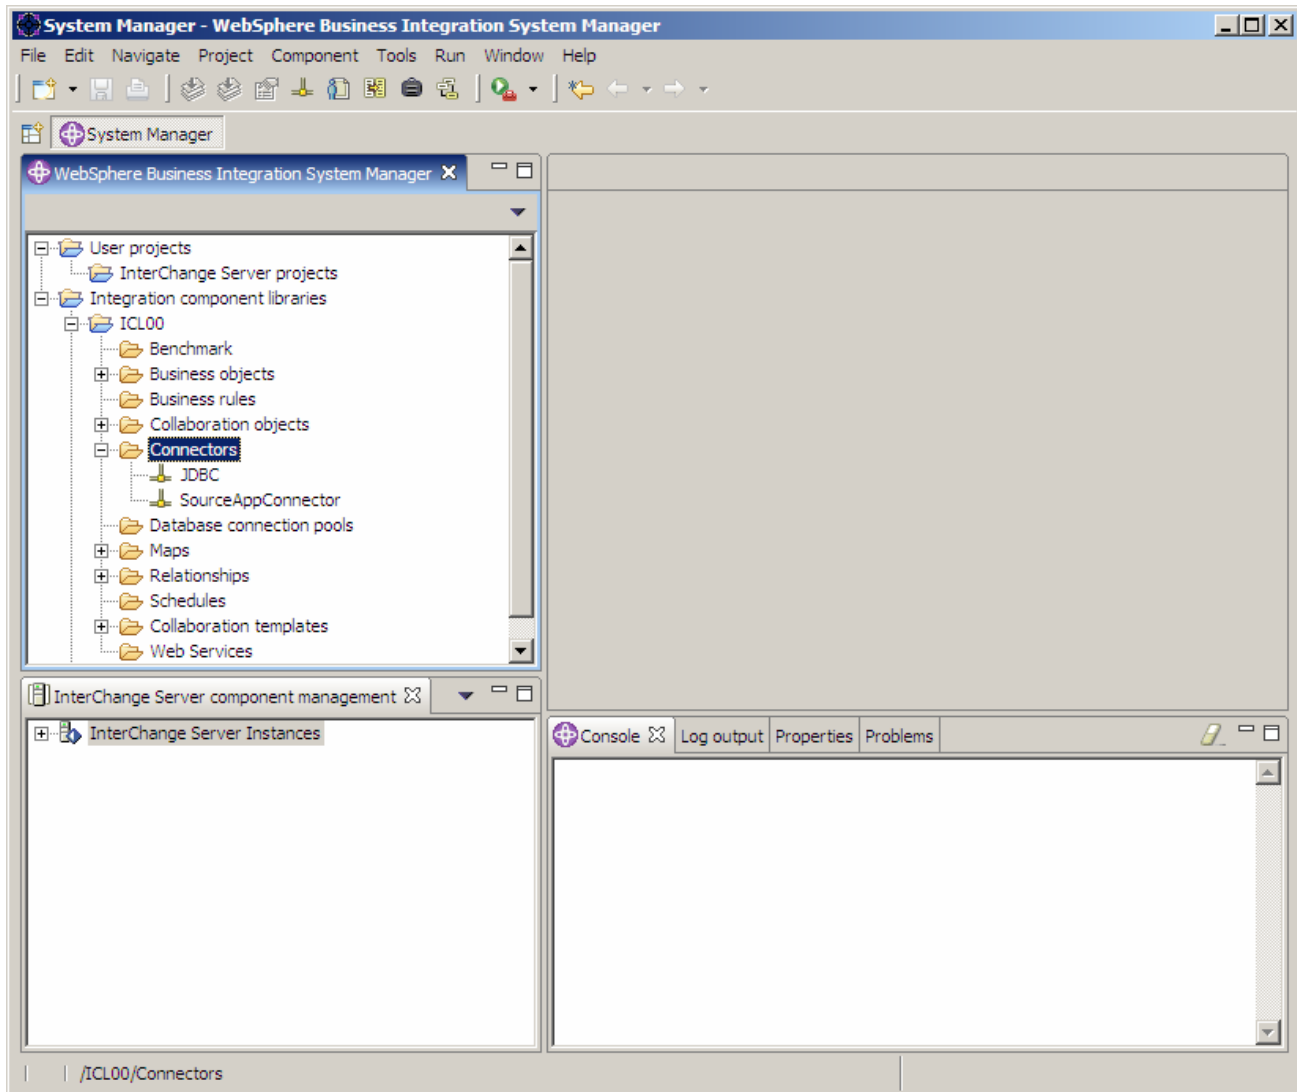 System Manager - WebSphere Business Integration System Manager
File Edit Navigate Project Component Tools Run Window Help
System Manager
WebSphere Business Integration System Manager
User projects
InterChange Server projects
Integration component libraries
ICL00
Benchmark
Business objects
Business rules
Collaboration objects
Connectors
JDBC
SourceAppConnector
Database connection pools
Maps
Relationships
Schedules
Collaboration templates
Web Services
InterChange Server component management
InterChange Server Instances
Console Log output Properties Problems
/ICL00/Connectors